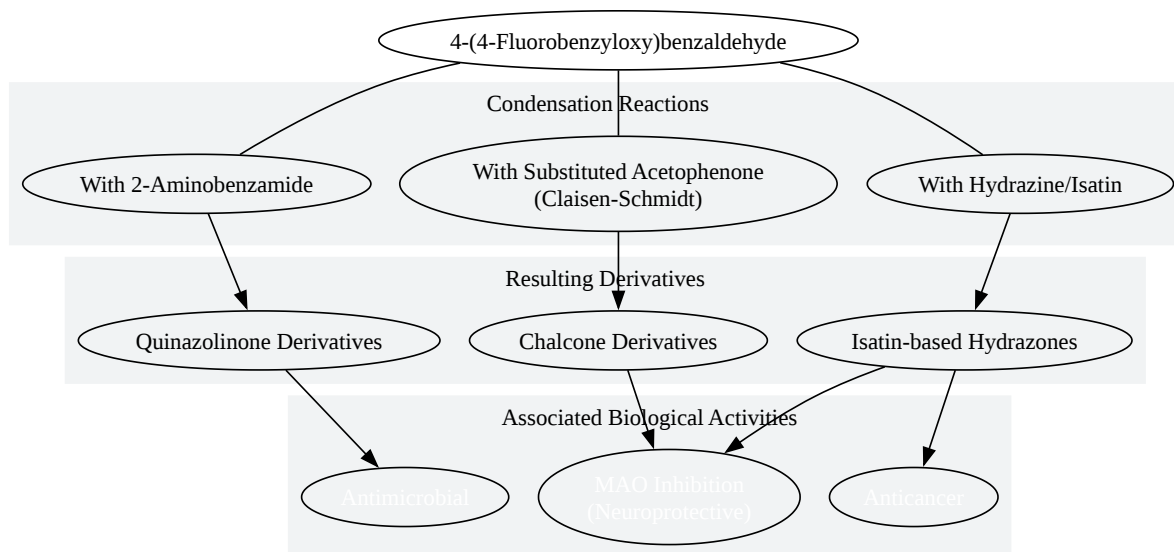 4-(4-Fluorobenzyloxy)benzaldehyde
Condensation Reactions
With 2-Aminobenzamide
With Substituted Acetophenone
(Claisen-Schmidt)
With Hydrazine/Isatin
Resulting Derivatives
Quinazolinone Derivatives
Chalcone Derivatives
Isatin-based Hydrazones
Associated Biological Activities
Antimicrobial
MAO Inhibition
(Neuroprotective)
Anticancer